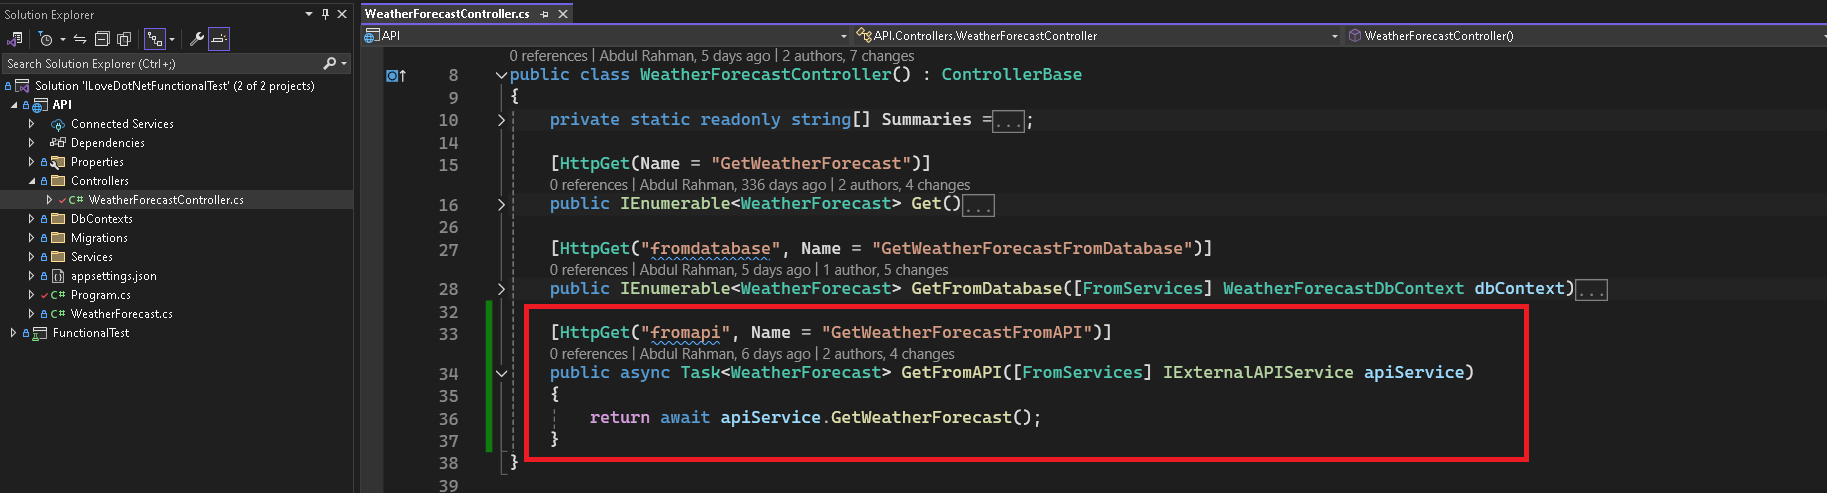 Solution Explorer
Search Solution Explorer (Ctrl+;)
Solution 'ILoveDotNetFunctionalTest' (2 of 2 projects)
API
Connected Services
Dependencies
Properties
Controllers
C# WeatherForecastController.cs
DbContexts
Migrations
Services
appsettings.json
C# Program.cs
C# WeatherForecast.cs
FunctionalTest
WeatherForecastController.cs
API
API.Controllers.WeatherForecastController
WeatherForecastController()
0 references | Abdul Rahman, 5 days ago | 2 authors, 7 changes
8 public class WeatherForecastController() : ControllerBase
9 {
10 private static readonly string[] Summaries =...;
14
15 [HttpGet(Name = "GetWeatherForecast")]
0 references | Abdul Rahman, 336 days ago | 2 authors, 4 changes
16 public IEnumerable<WeatherForecast> Get()...
26
27 [HttpGet("fromdatabase", Name = "GetWeatherForecastFromDatabase")]
0 references | Abdul Rahman, 5 days ago | 1 author, 5 changes
28 public IEnumerable<WeatherForecast> GetFromDatabase([FromServices] WeatherForecastDbContext dbContext)...
32
33 [HttpGet("fromapi", Name = "GetWeatherForecastFromAPI")]
0 references | Abdul Rahman, 6 days ago | 2 authors, 4 changes
34 public async Task<WeatherForecast> GetFromAPI([FromServices] IExternalAPIService apiService)
35 {
36 return await apiService.GetWeatherForecast();
37 }
38 }
39